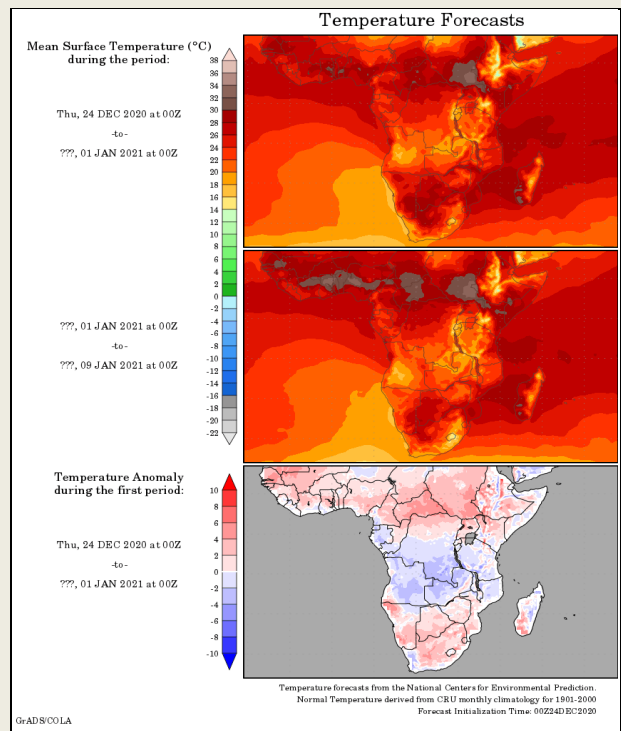 Temperature Forecasts
Mean Surface Temperature (°C)
during the period:
Thu, 24 DEC 2020 at 00Z
-to-
???, 01 JAN 2021 at 00Z
38
36
34
32
30
28
26
24
22
20
18
16
14
12
10
8
6
4
2
0
-2
-4
-6
-8
-10
-12
-14
-16
-18
-20
-22
???, 01 JAN 2021 at 00Z
-to-
???, 09 JAN 2021 at 00Z
Temperature Anomaly
during the first period:
Thu, 24 DEC 2020 at 00Z
-to-
???, 01 JAN 2021 at 00Z
10
8
6
4
2
0
-2
-4
-6
-8
-10
Temperature forecasts from the National Centers for Environmental Prediction.
Normal Temperature derived from CRU monthly climatology for 1901-2000
Forecast Initialization Time: 00Z24DEC2020
GrADS/COLA